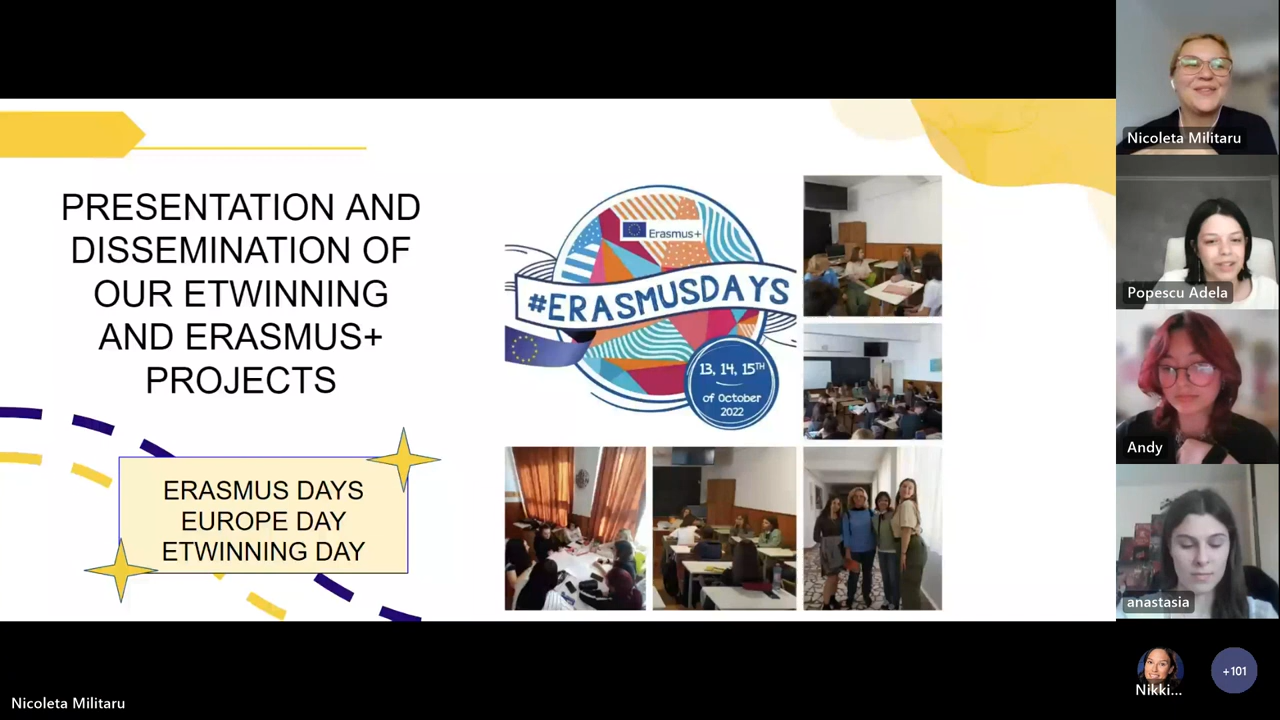 PRESENTATION AND
DISSEMINATION OF
OUR ETWINNING
AND ERASMUS+
PROJECTS
ERASMUS DAYS
EUROPE DAY
ETWINNING DAY
Erasmus+
#ERASMUSDAYS
13, 14, 15TH
of October
2022
Nicoleta Militaru
Popescu Adela
Andy
anastasia
Nikki...
+101
Nicoleta Militaru